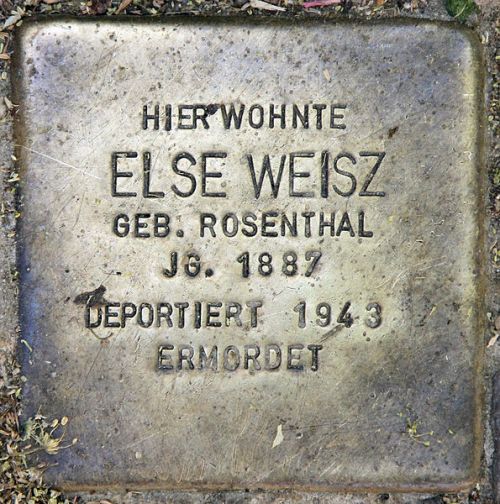 HIER WOHNTE
ELSE WEISZ
GEB. ROSENTHAL
JG. 1887
DEPORTIERT 1943
ERMORDET